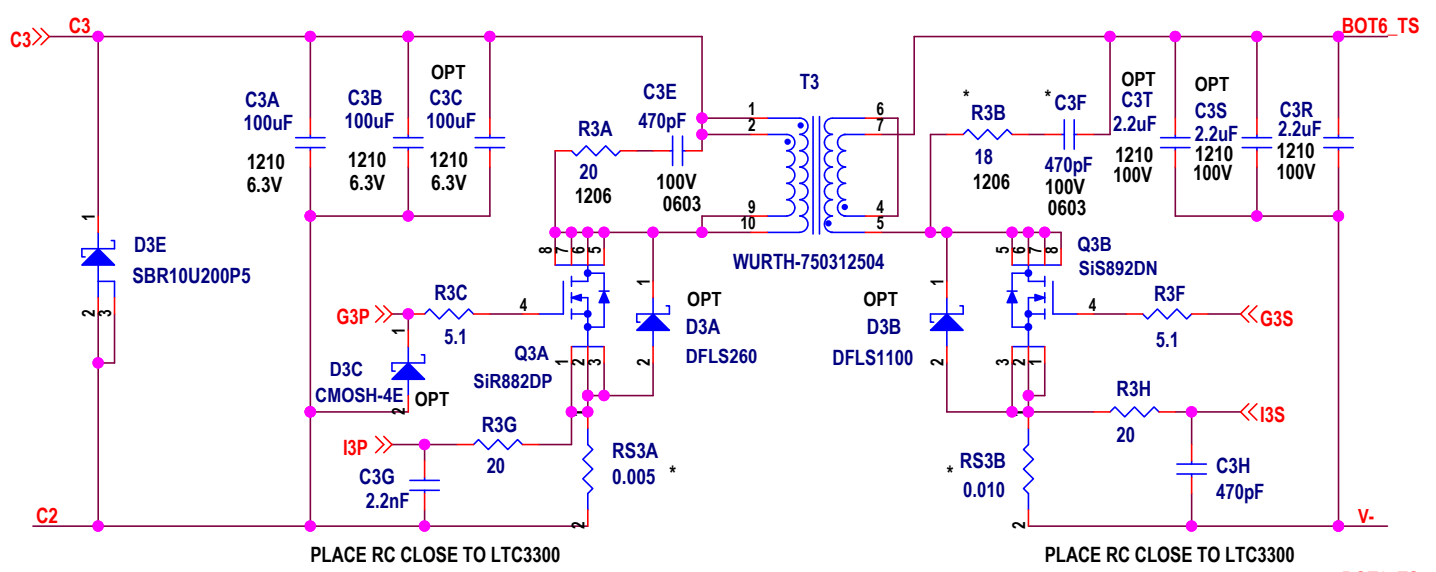 C3
C3
BOT6_TS
C3A
100uF
1210
6.3V
C3B
100uF
1210
6.3V
OPT
C3C
100uF
1210
6.3V
C3E
470pF
100V
0603
R3A
20
1206
T3
1
2
9
10
6
7
4
5
WURTH-750312504
*
R3B
18
1206
*
C3F
470pF
100V
0603
OPT
C3T
2.2uF
1210
100V
OPT
C3S
2.2uF
1210
100V
C3R
2.2uF
1210
100V
1
D3E
SBR10U200P5
2
3
G3P
R3C
5.1
4
1
D3C
CMOSH-4E
2
OPT
8
7
6
5
Q3A
SiR882DP
1
2
3
1
OPT
D3A
DFLS260
2
I3P
R3G
20
C3G
2.2nF
RS3A
0.005
*
2
1
OPT
D3B
DFLS1100
2
5
6
7
8
Q3B
SiS892DN
4
R3F
5.1
G3S
3
2
1
R3H
20
I3S
*
RS3B
0.010
2
C3H
470pF
C2
V-
PLACE RC CLOSE TO LTC3300
PLACE RC CLOSE TO LTC3300